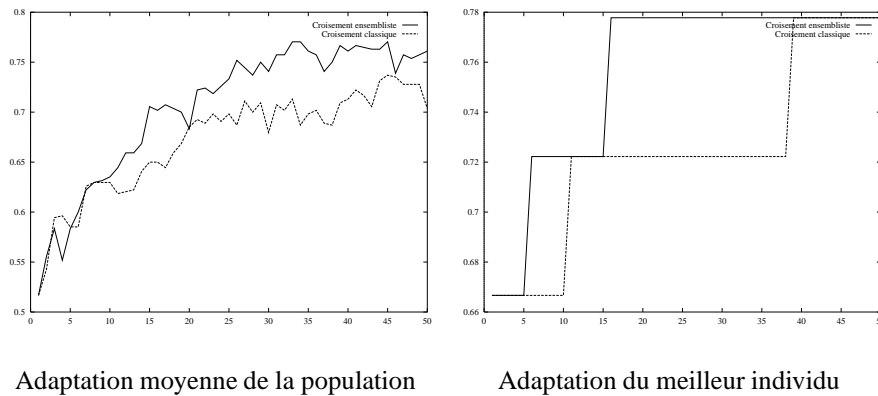 0.8
0.75
0.7
0.65
0.6
0.55
0.5
0 5 10 15 20 25 30 35 40 45 50
Croisement ensembliste
Croisement classique
0.78
0.76
0.74
0.72
0.7
0.68
0.66
0 5 10 15 20 25 30 35 40 45 50
Croisement ensembliste
Croisement classique
Adaptation moyenne de la population
Adaptation du meilleur individu